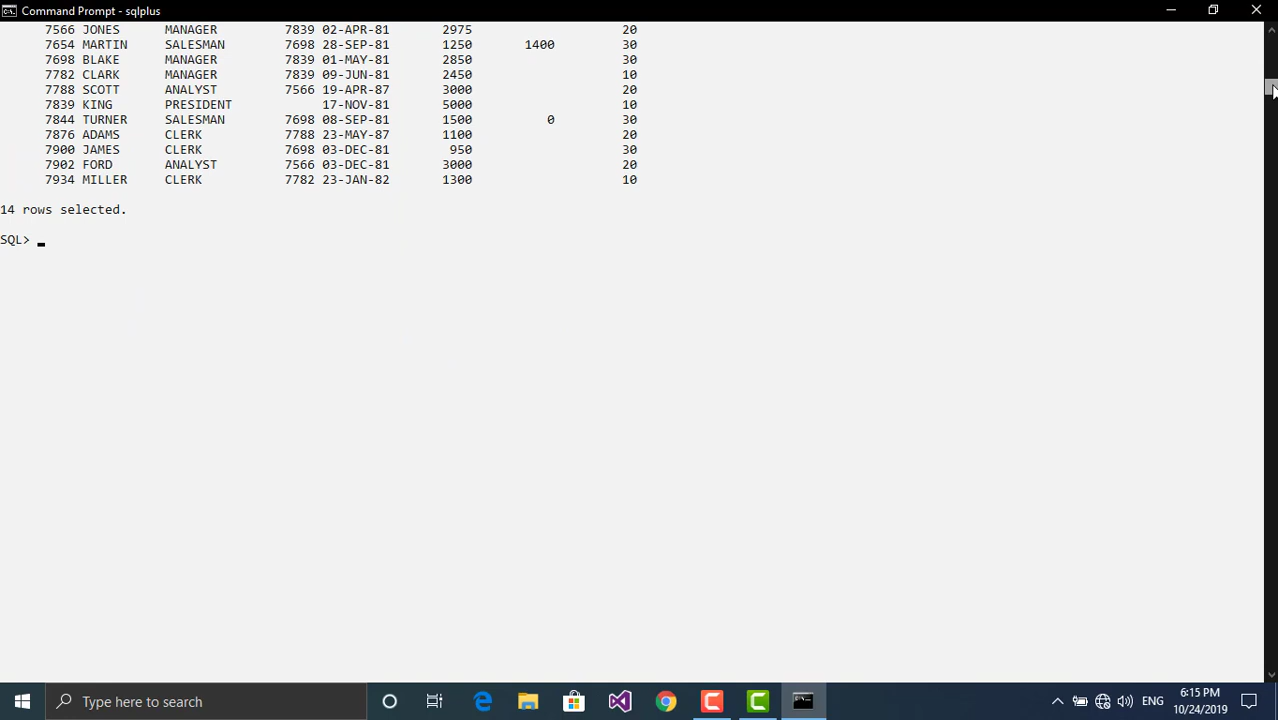 Command Prompt - sqlplus
7566 JONES MANAGER 7839 02-APR-81 2975 20
7654 MARTIN SALESMAN 7698 28-SEP-81 1250 1400 30
7698 BLAKE MANAGER 7839 01-MAY-81 2850 30
7782 CLARK MANAGER 7839 09-JUN-81 2450 10
7788 SCOTT ANALYST 7566 19-APR-87 3000 20
7839 KING PRESIDENT 17-NOV-81 5000 10
7844 TURNER SALESMAN 7698 08-SEP-81 1500 0 30
7876 ADAMS CLERK 7788 23-MAY-87 1100 20
7900 JAMES CLERK 7698 03-DEC-81 950 30
7902 FORD ANALYST 7566 03-DEC-81 3000 20
7934 MILLER CLERK 7782 23-JAN-82 1300 10
14 rows selected.
SQL>
Type here to search
ENG
6:15 PM
10/24/2019